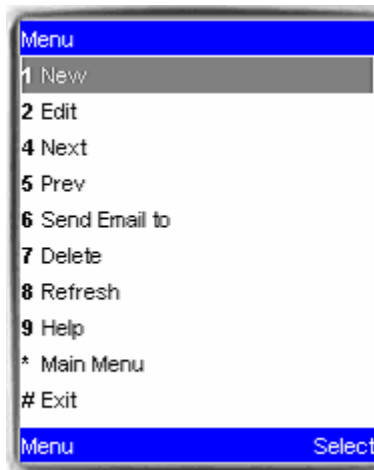 Menu
1 New
2 Edit
4 Next
5 Prev
6 Send Email to
7 Delete
8 Refresh
9 Help
* Main Menu
# Exit
Menu Select